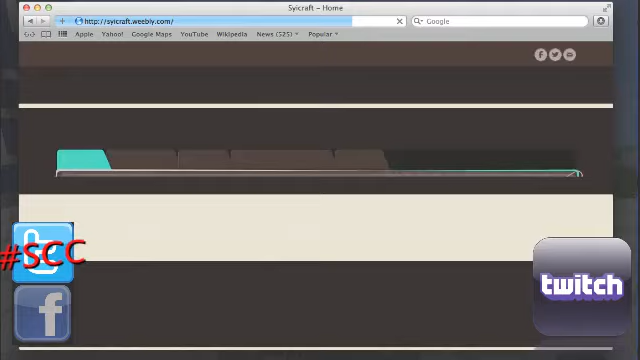 Syicraft – Home
http://syicraft.weebly.com/
Google
Apple Yahoo! Google Maps YouTube Wikipedia News (525) Popular
#SCC
twitch